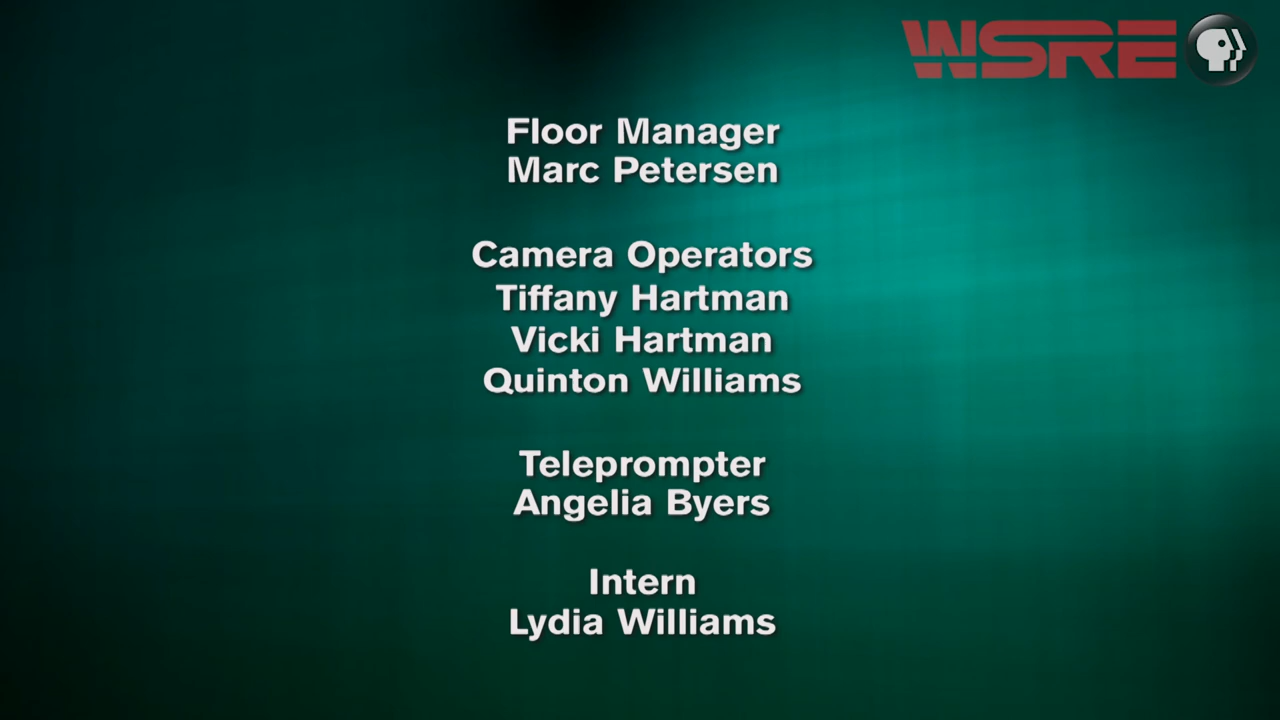 WSRE
Floor Manager
Marc Petersen
Camera Operators
Tiffany Hartman
Vicki Hartman
Quinton Williams
Teleprompter
Angelia Byers
Intern
Lydia Williams